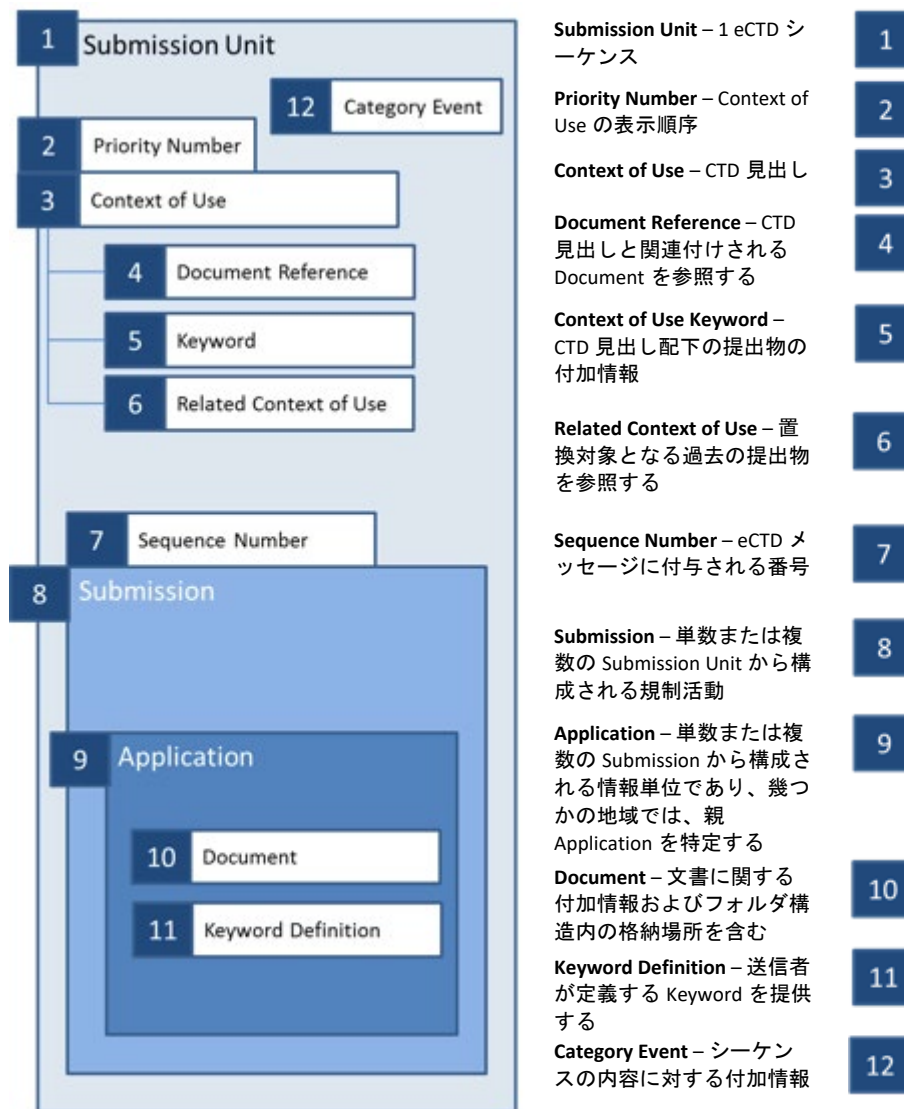 1 Submission Unit
12 Category Event
2 Priority Number
3 Context of Use
4 Document Reference
5 Keyword
6 Related Context of Use
7 Sequence Number
8 Submission
9 Application
10 Document
11 Keyword Definition
Submission Unit – 1 eCTD シ
ーケンス
1
Priority Number – Context of
Use の表示順序
2
Context of Use – CTD 見出し
3
Document Reference – CTD
見出しと関連付けされる
Document を参照する
4
Context of Use Keyword –
CTD 見出し配下の提出物の
付加情報
5
Related Context of Use – 置
換対象となる過去の提出物
を参照する
6
Sequence Number – eCTD メ
ッセージに付与される番号
7
Submission – 単数または複
数の Submission Unit から構
成される規制活動
8
Application – 単数または複
数の Submission から構成さ
れる情報単位であり、幾つ
かの地域では、親
Application を特定する
9
Document – 文書に関する
付加情報およびフォルダ構
造内の格納場所を含む
10
Keyword Definition – 送信者
が定義する Keyword を提供
する
11
Category Event – シーケン
スの内容に対する付加情報
12